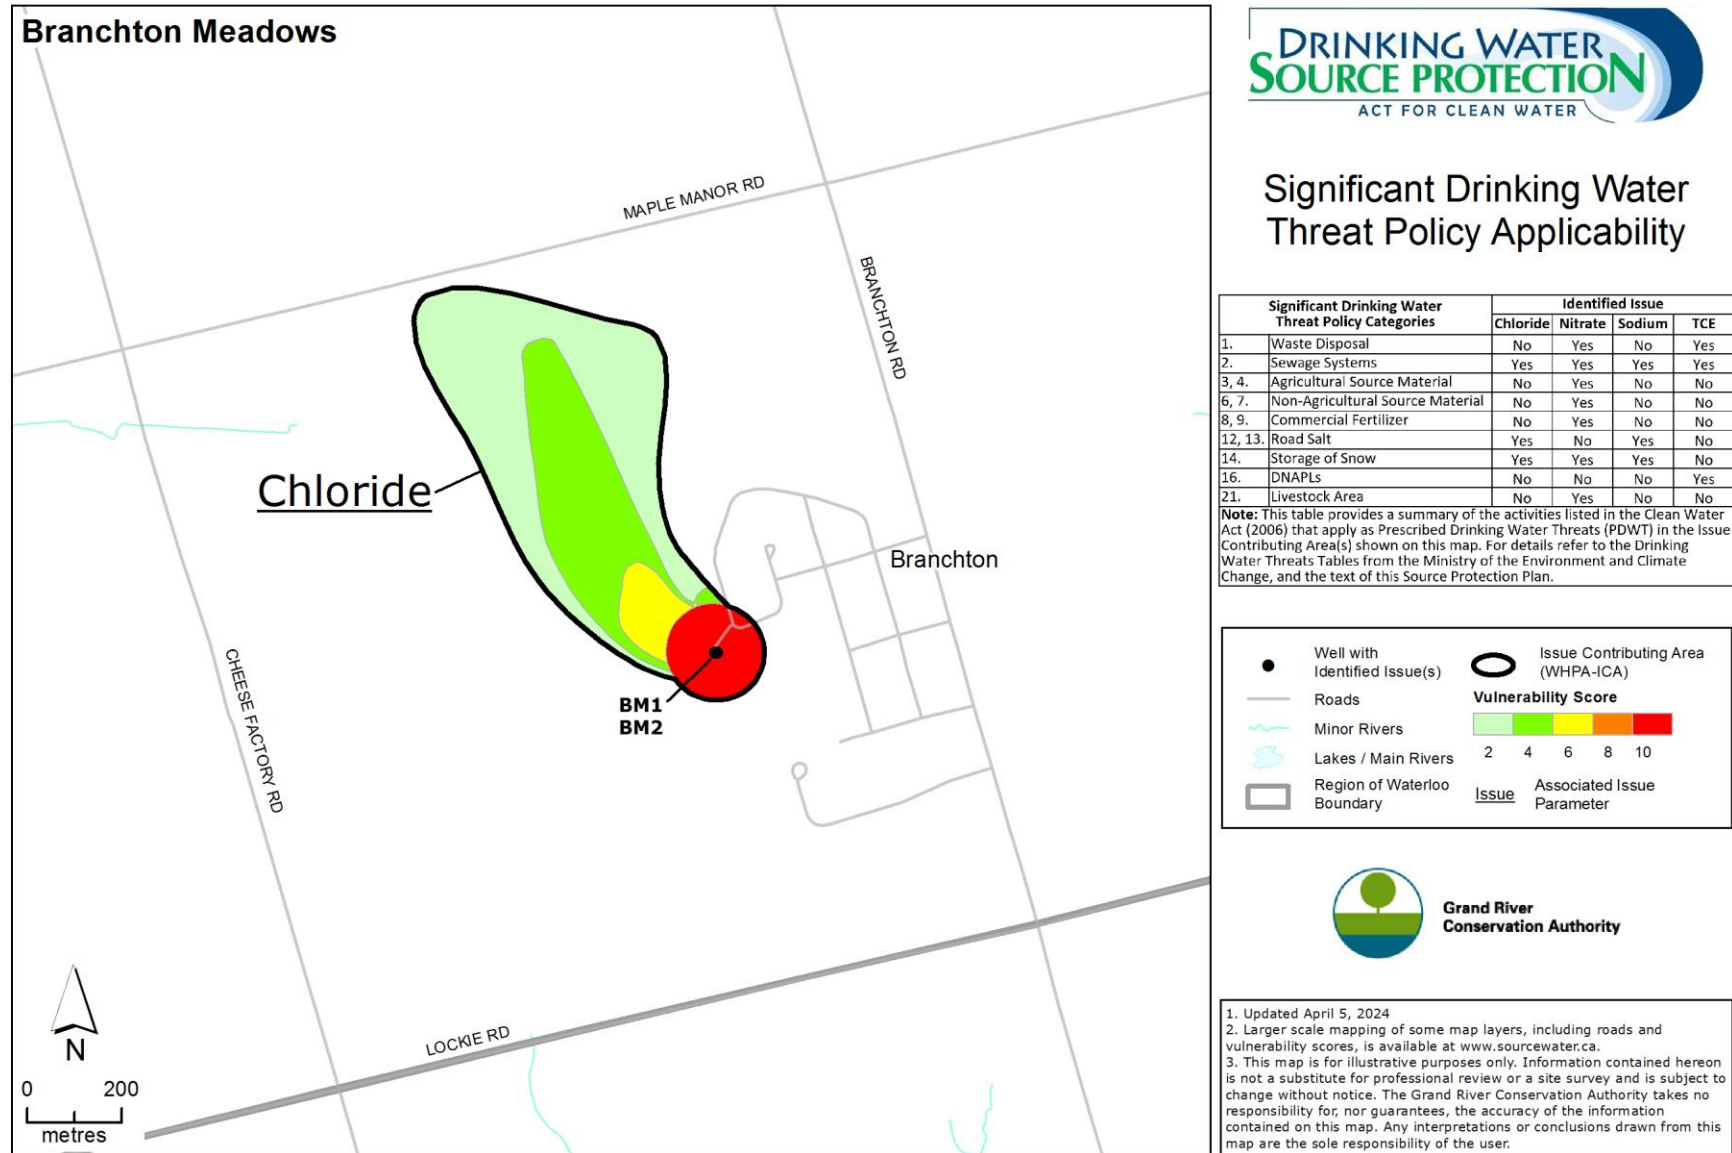 Branchton Meadows
MAPLE MANOR RD
BRANCHTON RD
Chloride
Branchton
BM1
BM2
CHEESE FACTORY RD
LOCKIE RD
N
0 200
metres
DRINKING WATER
SOURCE PROTECTION
ACT FOR CLEAN WATER
Significant Drinking Water
Threat Policy Applicability
Significant Drinking Water Threat Policy Categories Identified Issue
Chloride Nitrate Sodium TCE
1. Waste Disposal No Yes No Yes
2. Sewage Systems Yes Yes Yes Yes
3, 4. Agricultural Source Material No Yes No No
6, 7. Non-Agricultural Source Material No Yes No No
8, 9. Commercial Fertilizer No Yes No No
12, 13. Road Salt Yes No Yes No
14. Storage of Snow Yes Yes Yes No
16. DNAPLs No No No Yes
21. Livestock Area No Yes No No
Note: This table provides a summary of the activities listed in the Clean Water
Act (2006) that apply as Prescribed Drinking Water Threats (PDWT) in the Issue
Contributing Area(s) shown on this map. For details refer to the Drinking
Water Threats Tables from the Ministry of the Environment and Climate
Change, and the text of this Source Protection Plan.
Well with
Identified Issue(s)
Roads
Minor Rivers
Lakes / Main Rivers
Region of Waterloo
Boundary
Issue Contributing Area
(WHPA-ICA)
Vulnerability Score
2 4 6 8 10
Issue Associated Issue
Parameter
Grand River
Conservation Authority
1. Updated April 5, 2024
2. Larger scale mapping of some map layers, including roads and
vulnerability scores, is available at www.sourcewater.ca.
3. This map is for illustrative purposes only. Information contained hereon
is not a substitute for professional review or a site survey and is subject to
change without notice. The Grand River Conservation Authority takes no
responsibility for, nor guarantees, the accuracy of the information
contained on this map. Any interpretations or conclusions drawn from this
map are the sole responsibility of the user.